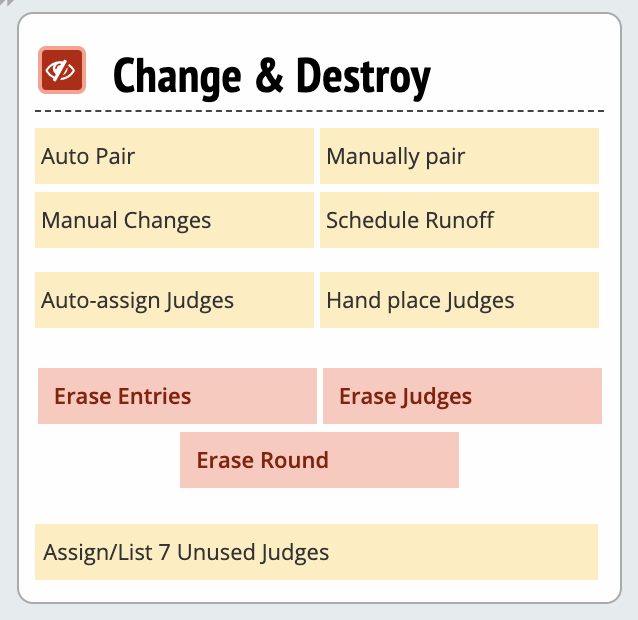 Change & Destroy
Auto Pair
Manually pair
Manual Changes
Schedule Runoff
Auto-assign Judges
Hand place Judges
Erase Entries
Erase Judges
Erase Round
Assign/List 7 Unused Judges